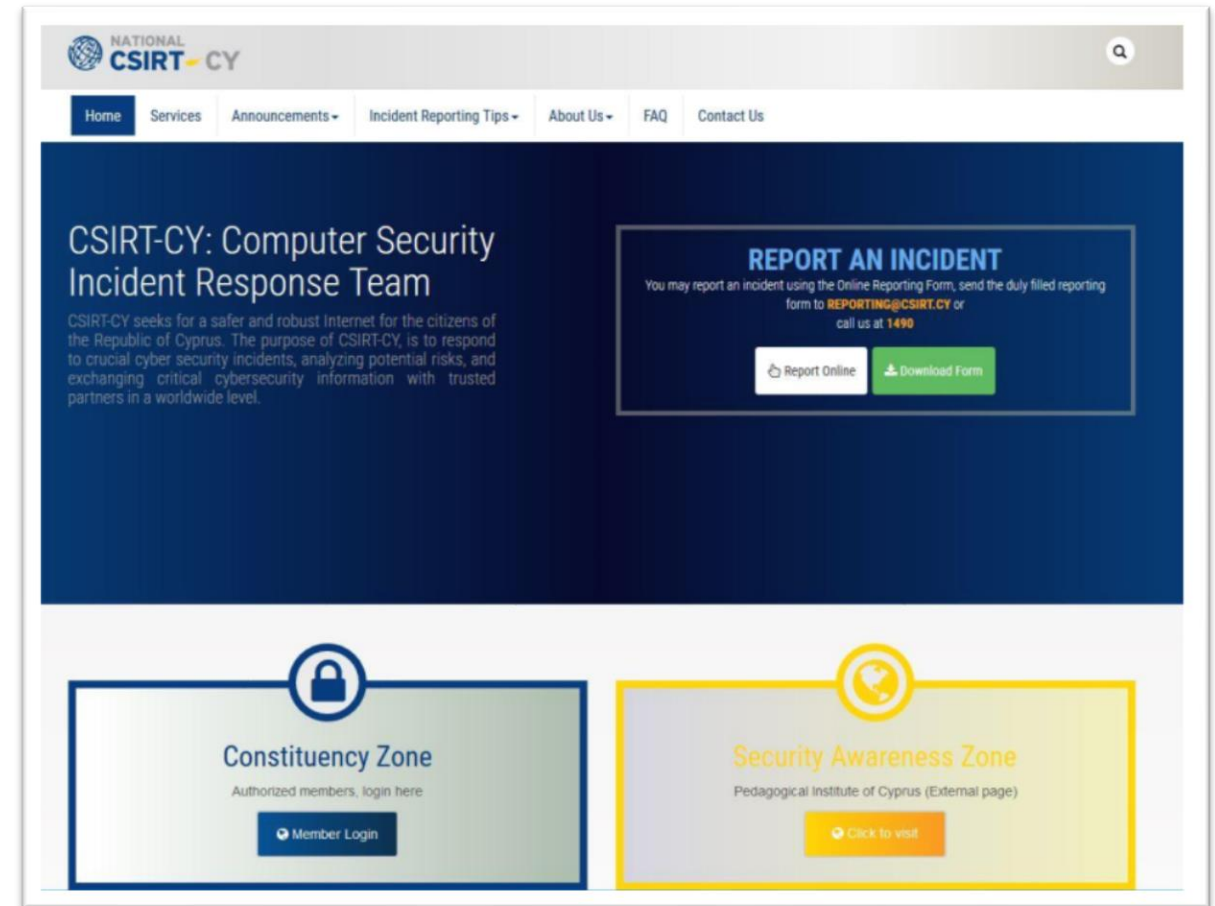 NATIONAL
CSIRT-CY
Home Services Announcements Incident Reporting Tips About Us FAQ Contact Us
CSIRT-CY: Computer Security
Incident Response Team
CSIRT-CY seeks for a safer and robust Internet for the citizens of
the Republic of Cyprus. The purpose of CSIRT-CY, is to respond
to crucial cyber security incidents, analyzing potential risks, and
exchanging critical cybersecurity information with trusted
partners in a worldwide level.
REPORT AN INCIDENT
You may report an incident using the Online Reporting Form, send the duly filled reporting
form to REPORTING@CSIRT.CY or
call us at 1490
Report Online Download Form
Constituency Zone
Authorized members, login here
Member Login
Security Awareness Zone
Pedagogical Institute of Cyprus (External page)
Click to visit